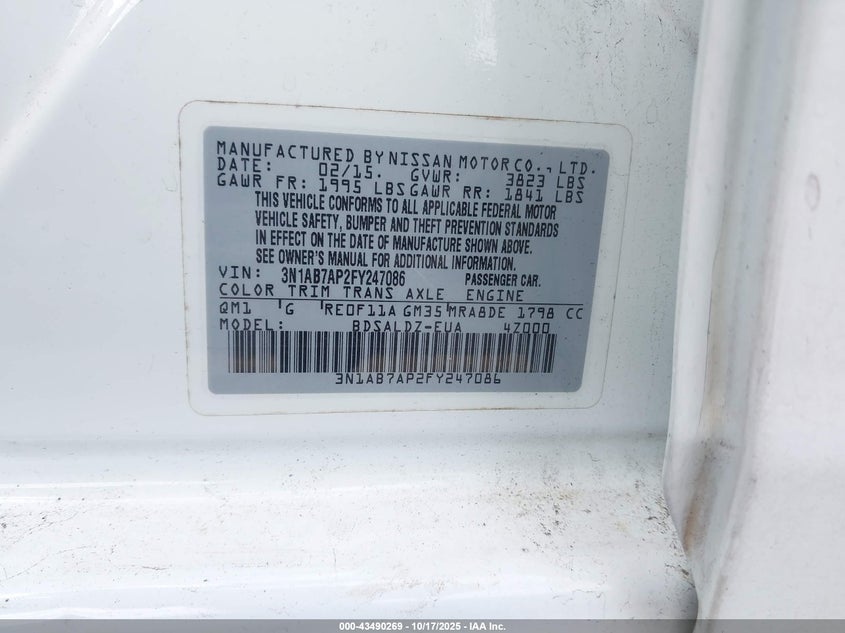 MANUFACTURED BY NISSAN MOTOR CO., LTD.
DATE: 02/15. GVWR: 3823 LBS
GAWR FR: 1995 LBS GAWR RR: 1841 LBS
THIS VEHICLE CONFORMS TO ALL APPLICABLE FEDERAL MOTOR
VEHICLE SAFETY, BUMPER AND THEFT PREVENTION STANDARDS
IN EFFECT ON THE DATE OF MANUFACTURE SHOWN ABOVE.
SEE OWNER'S MANUAL FOR ADDITIONAL INFORMATION.
VIN: 3N1AB7AP2FY247086 PASSENGER CAR.
COLOR TRIM TRANS AXLE ENGINE
QM1 G RE0F11A GM35 MRA8DE 1798 CC
MODEL: BDSALDZ-EUA 4Z000
3N1AB7AP2FY247086
000-43490269 - 10/17/2025 - IAA Inc.